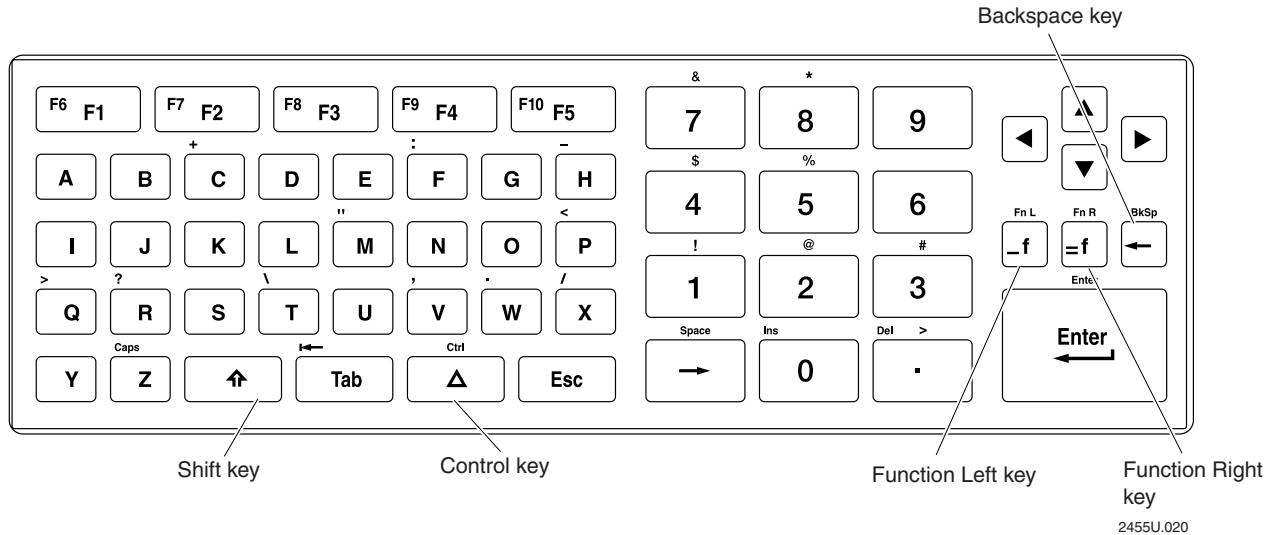 Backspace key
& *
F6 F1 F7 F2 F8 F3 F9 F4 F10 F5 7 8 9
+ : –
A B C D E F G H
$ %
4 5 6
" <
Fn L Fn R BkSp
I J K L M N O P _f =f
! @ #
> ? \ , . /
Enter
Q R S T U V W X 1 2 3
Caps Ctrl
Space Ins Del >
Enter
Y Z Tab Esc 0 .
Shift key
Control key
Function Left key
Function Right
key
2455U.020